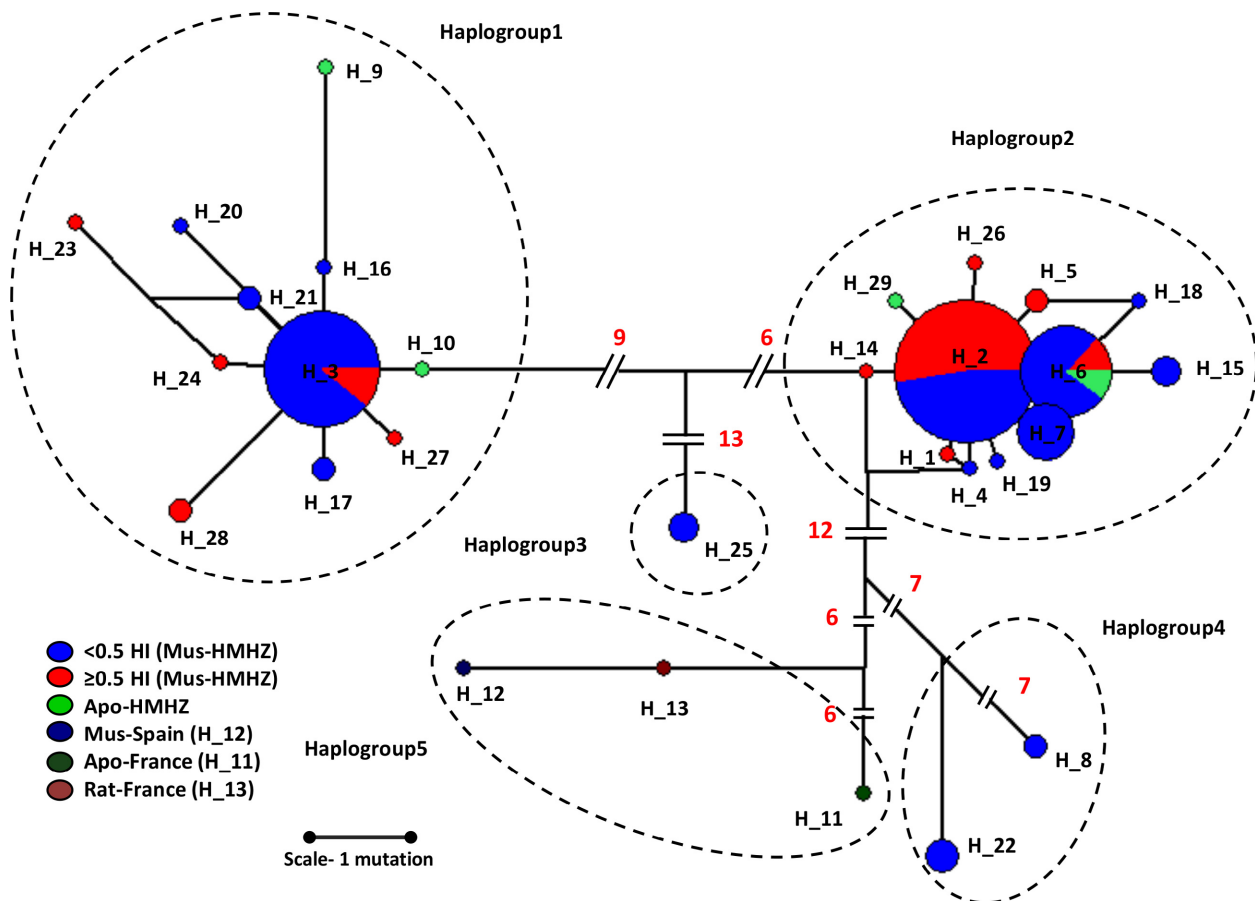 Haplogroup1
H_9
Haplogroup2
H_20
H_23
H_16
H_26
H_29
H_5
H_18
H_21
H_10
9
6
H_14
H_2
H_3
H_6
H_15
H_24
H_27
13
H_7
H_1
H_4
H_19
H_17
H_28
Haplogroup3
H_25
12
7
6
Haplogroup4
<0.5 HI (Mus-HMHZ)
≥0.5 HI (Mus-HMHZ)
Apo-HMHZ
Mus-Spain (H_12)
Apo-France (H_11)
Rat-France (H_13)
H_12
H_13
7
6
Haplogroup5
H_8
H_11
H_22
Scale- 1 mutation